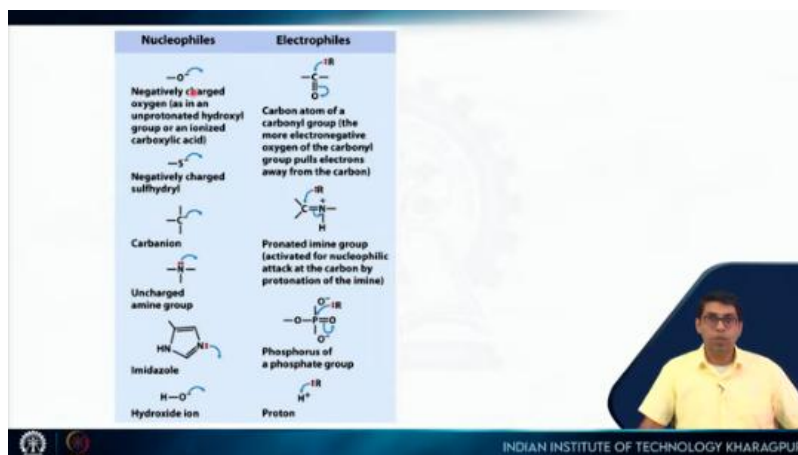 Nucleophiles
Electrophiles
—O⁻
Negatively charged
oxygen (as in an
unprotonated hydroxyl
group or an ionized
carboxylic acid)
—S⁻
Negatively charged
sulfhydryl
—C⁻—
Carbanion
—N—
Uncharged
amine group
HN N:
Imidazole
H—O⁻
Hydroxide ion
:R
—C—
O
Carbon atom of a
carbonyl group (the
more electronegative
oxygen of the carbonyl
group pulls electrons
away from the carbon)
:R
C=N⁺—
H
Pronated imine group
(activated for nucleophilic
attack at the carbon by
protonation of the imine)
O⁻ :R
—O—P=O
O⁻
Phosphorus of
a phosphate group
:R
H⁺
Proton
INDIAN INSTITUTE OF TECHNOLOGY KHARAGPUR